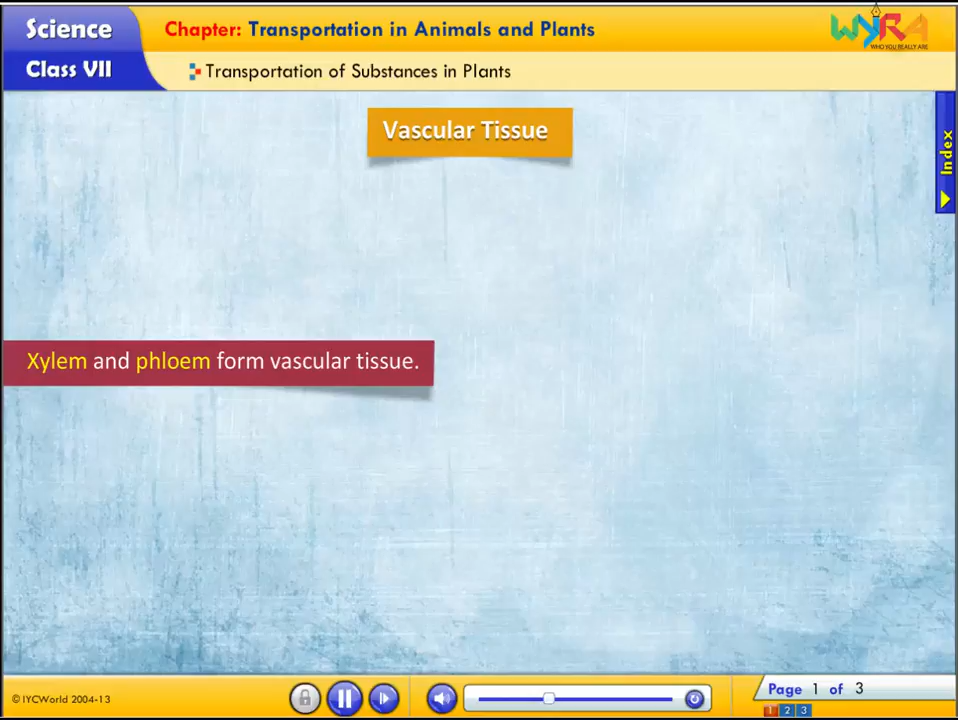 Science
Class VII
Chapter: Transportation in Animals and Plants
Transportation of Substances in Plants
WYRA
WHO YOU REALLY ARE
Index
Vascular Tissue
Xylem and phloem form vascular tissue.
© IYCWorld 2004-13
Page 1 of 3
1 2 3